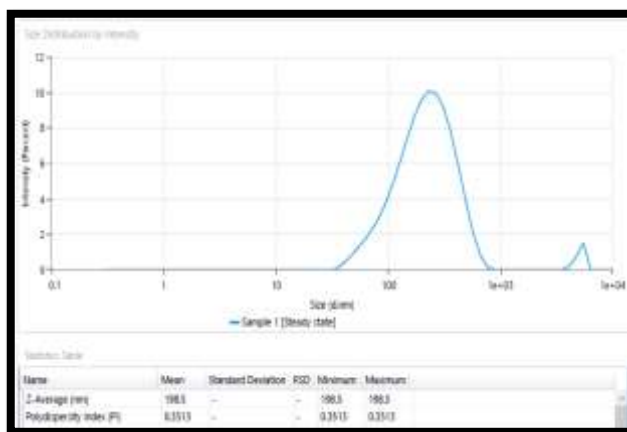 Size Distribution by Intensity
12
10
8
6
4
2
0
Intensity (Percent)
0.1 1 10 100 1e+03 1e+04
Size (d.nm)
Sample 1 [Steady state]
Statistics Table
Name Mean Standard Deviation RSD Minimum Maximum
Z-Average (nm) 198.5 - - 198.5 198.5
Polydispersity Index (PI) 0.3513 - - 0.3513 0.3513